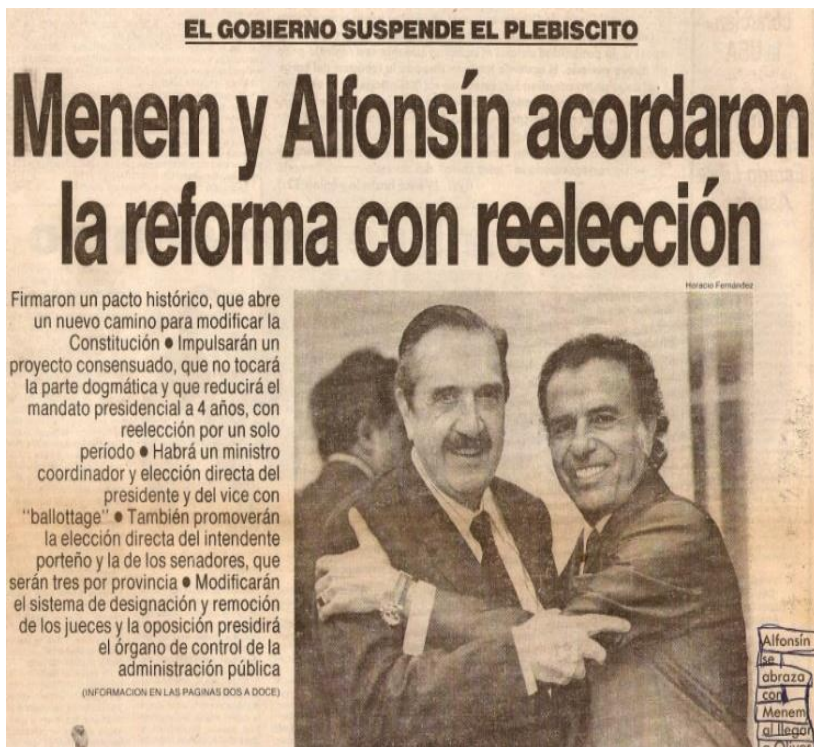 EL GOBIERNO SUSPENDE EL PLEBISCITO
Menem y Alfonsín acordaron
la reforma con reelección
Horacio Fernández
Firmaron un pacto histórico, que abre
un nuevo camino para modificar la
Constitución ● Impulsarán un
proyecto consensuado, que no tocará
la parte dogmática y que reducirá el
mandato presidencial a 4 años, con
reelección por un solo
período ● Habrá un ministro
coordinador y elección directa del
presidente y del vice con
"ballottage" ● También promoverán
la elección directa del intendente
porteño y la de los senadores, que
serán tres por provincia ● Modificarán
el sistema de designación y remoción
de los jueces y la oposición presidirá
el órgano de control de la
administración pública
(INFORMACION EN LAS PAGINAS DOS A DOCE)
Alfonsín
se
abraza
con
Menem
al llegar